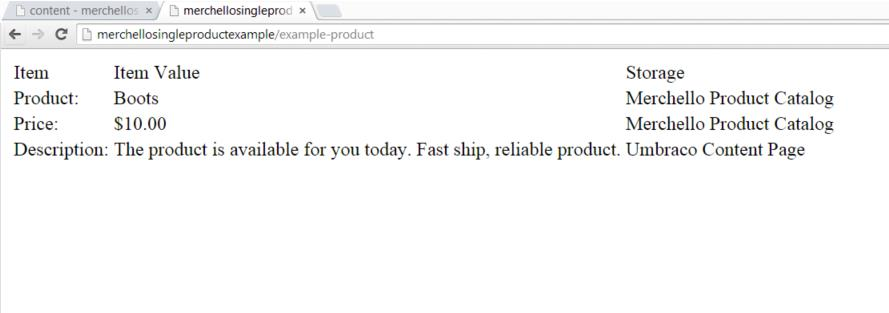 content - merchellos
merchellosingleprod
merchellosingleproductexample/example-product
Item Item Value Storage
Product: Boots Merchello Product Catalog
Price: $10.00 Merchello Product Catalog
Description: The product is available for you today. Fast ship, reliable product. Umbraco Content Page